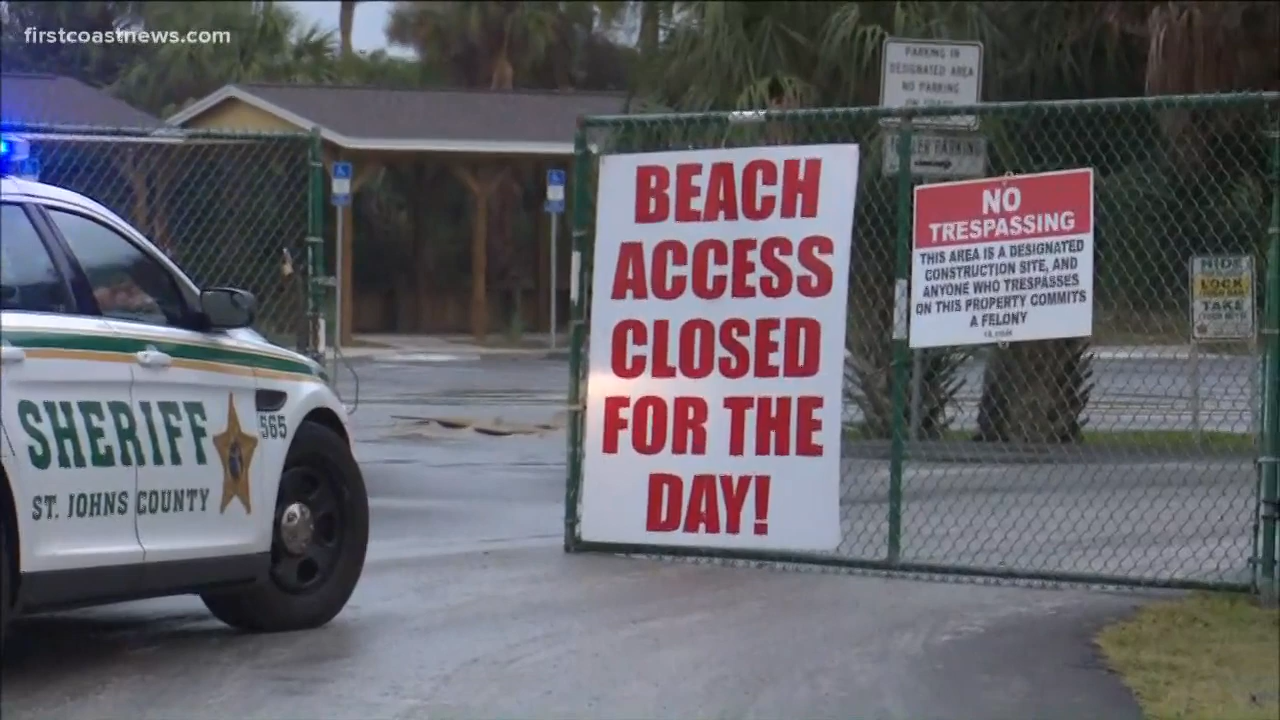 firstcoastnews.com
PARKING IN
DESIGNATED AREA
NO PARKING
PARKING
BEACH
ACCESS
CLOSED
FOR THE
DAY!
NO
TRESPASSING
THIS AREA IS A DESIGNATED
CONSTRUCTION SITE, AND
ANYONE WHO TRESPASSES
ON THIS PROPERTY COMMITS
A FELONY
HIDE
LOCK
TAKE
SHERIFF
565
ST. JOHNS COUNTY